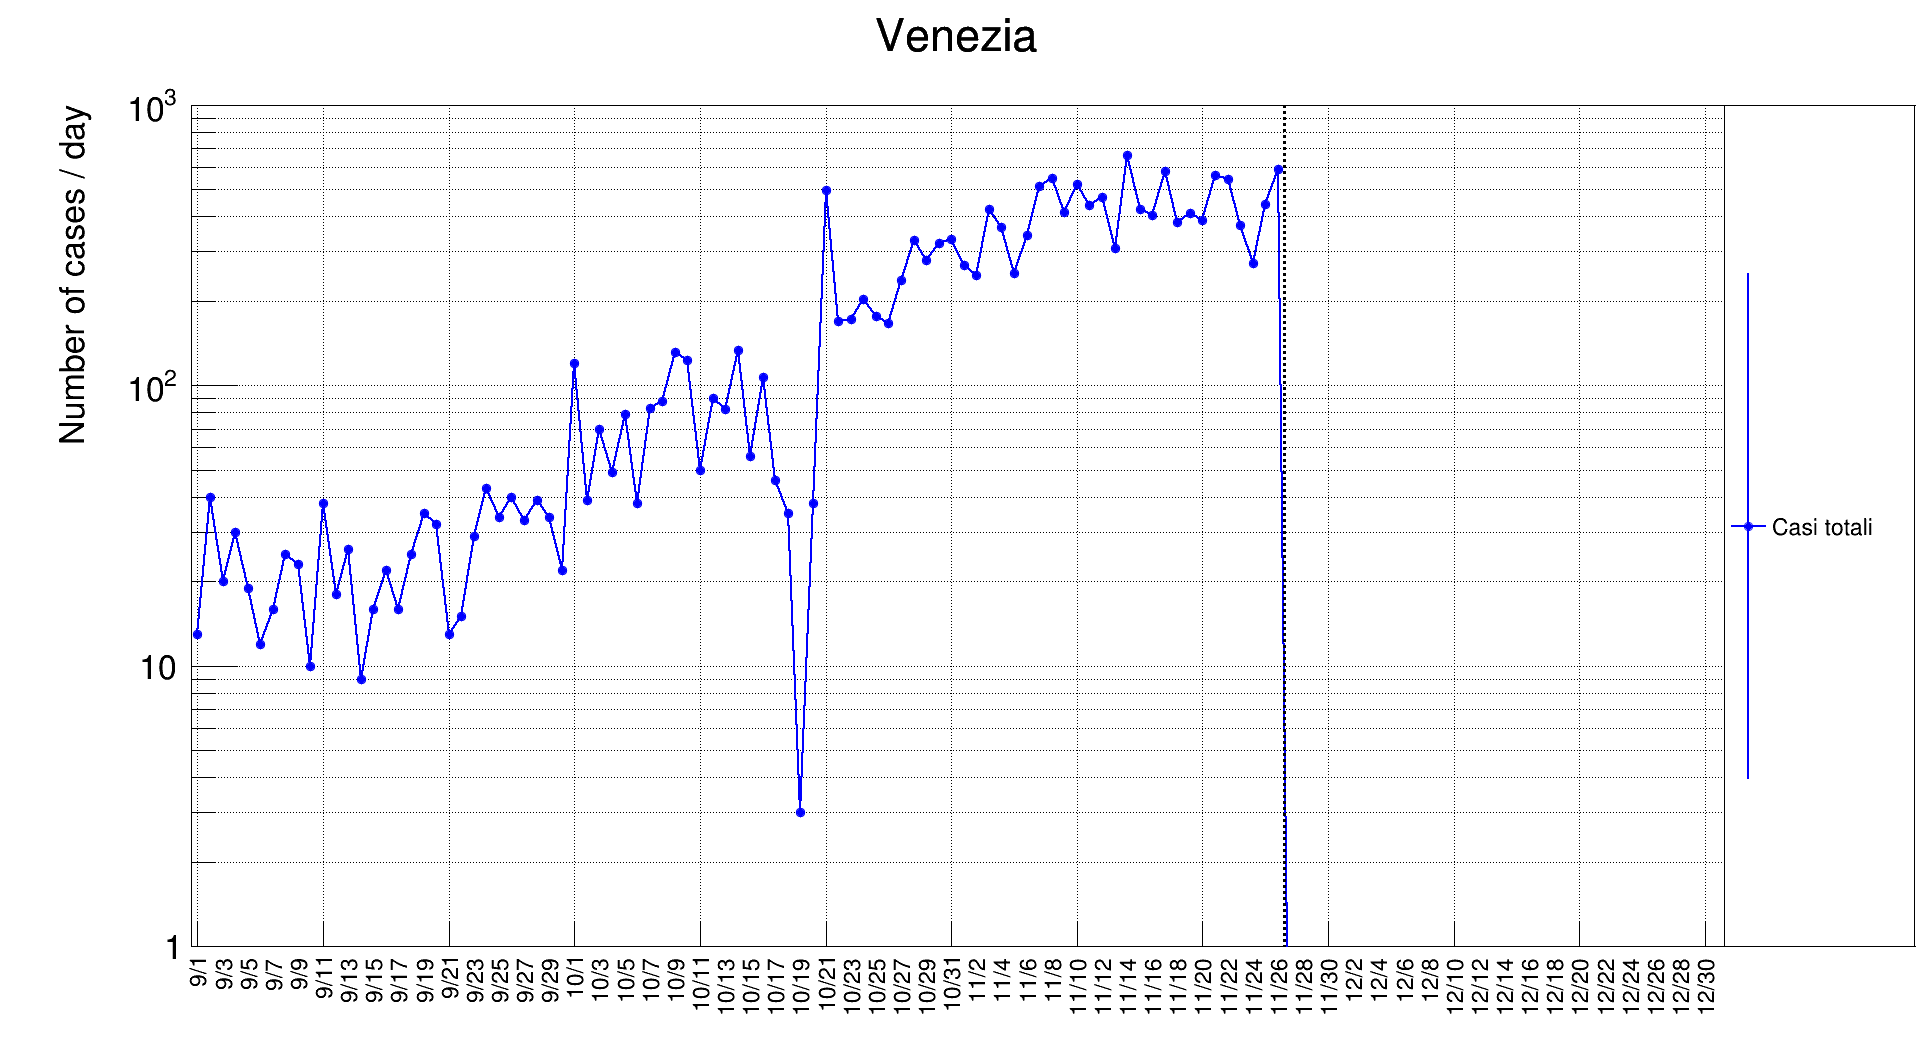 Venezia
Number of cases / day
10³
10²
10
1
9/1 9/3 9/5 9/7 9/9 9/11 9/13 9/15 9/17 9/19 9/21 9/23 9/25 9/27 9/29 10/1 10/3 10/5 10/7 10/9 10/11 10/13 10/15 10/17 10/19 10/21 10/23 10/25 10/27 10/29 10/31 11/2 11/4 11/6 11/8 11/10 11/12 11/14 11/16 11/18 11/20 11/22 11/24 11/26 11/28 11/30 12/2 12/4 12/6 12/8 12/10 12/12 12/14 12/16 12/18 12/20 12/22 12/24 12/26 12/28 12/30
Casi totali